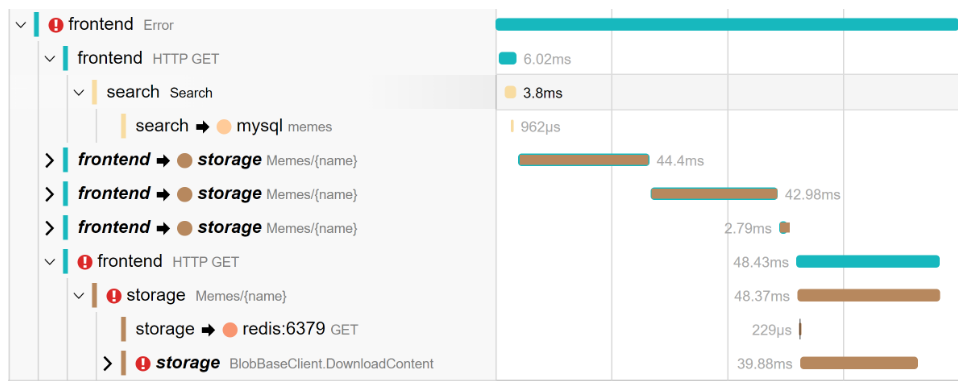 frontend Error
frontend HTTP GET 6.02ms
search Search 3.8ms
search → mysql memes 962μs
frontend → storage Memes/{name} 44.4ms
frontend → storage Memes/{name} 42.98ms
frontend → storage Memes/{name} 2.79ms
frontend HTTP GET 48.43ms
storage Memes/{name} 48.37ms
storage → redis:6379 GET 229μs
storage BlobBaseClient.DownloadContent 39.88ms